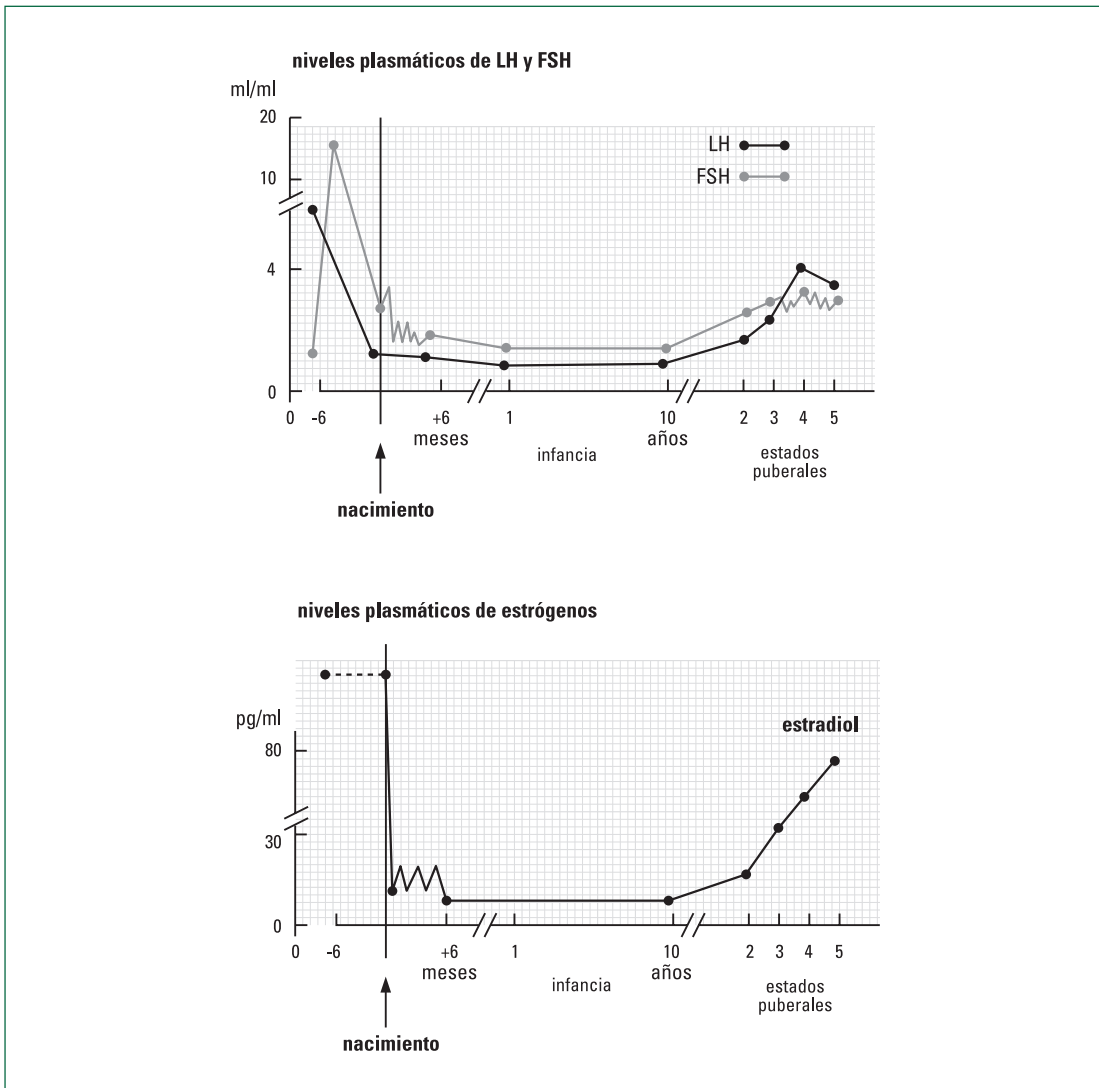 niveles plasmáticos de LH y FSH
ml/ml
20
10
4
0
LH
FSH
0 -6 +6 1 10 2 3 4 5
meses infancia años estados
puberales
nacimiento
niveles plasmáticos de estrógenos
pg/ml
80
30
0
estradiol
0 -6 +6 1 10 2 3 4 5
meses infancia años estados
puberales
nacimiento